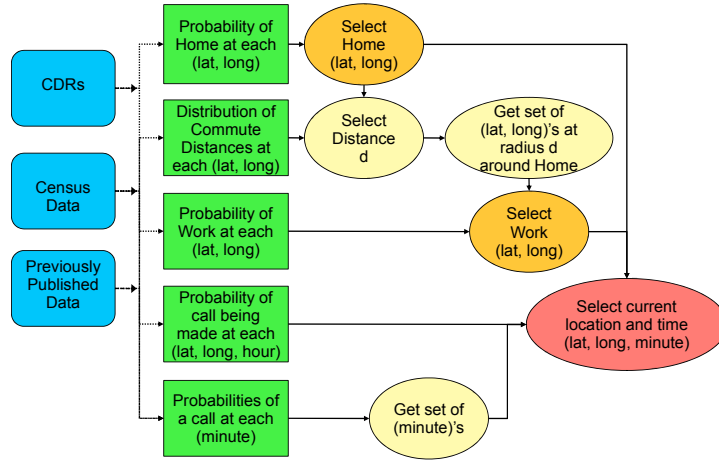 CDRs
Census
Data
Previously
Published
Data
Probability of
Home at each
(lat, long)
Distribution of
Commute
Distances at
each (lat, long)
Probability of
Work at each
(lat, long)
Probability of
call being
made at each
(lat, long, hour)
Probabilities of
a call at each
(minute)
Select
Home
(lat, long)
Select
Distance
d
Get set of
(lat, long)'s at
radius d
around Home
Select
Work
(lat, long)
Get set of
(minute)'s
Select current
location and time
(lat, long, minute)